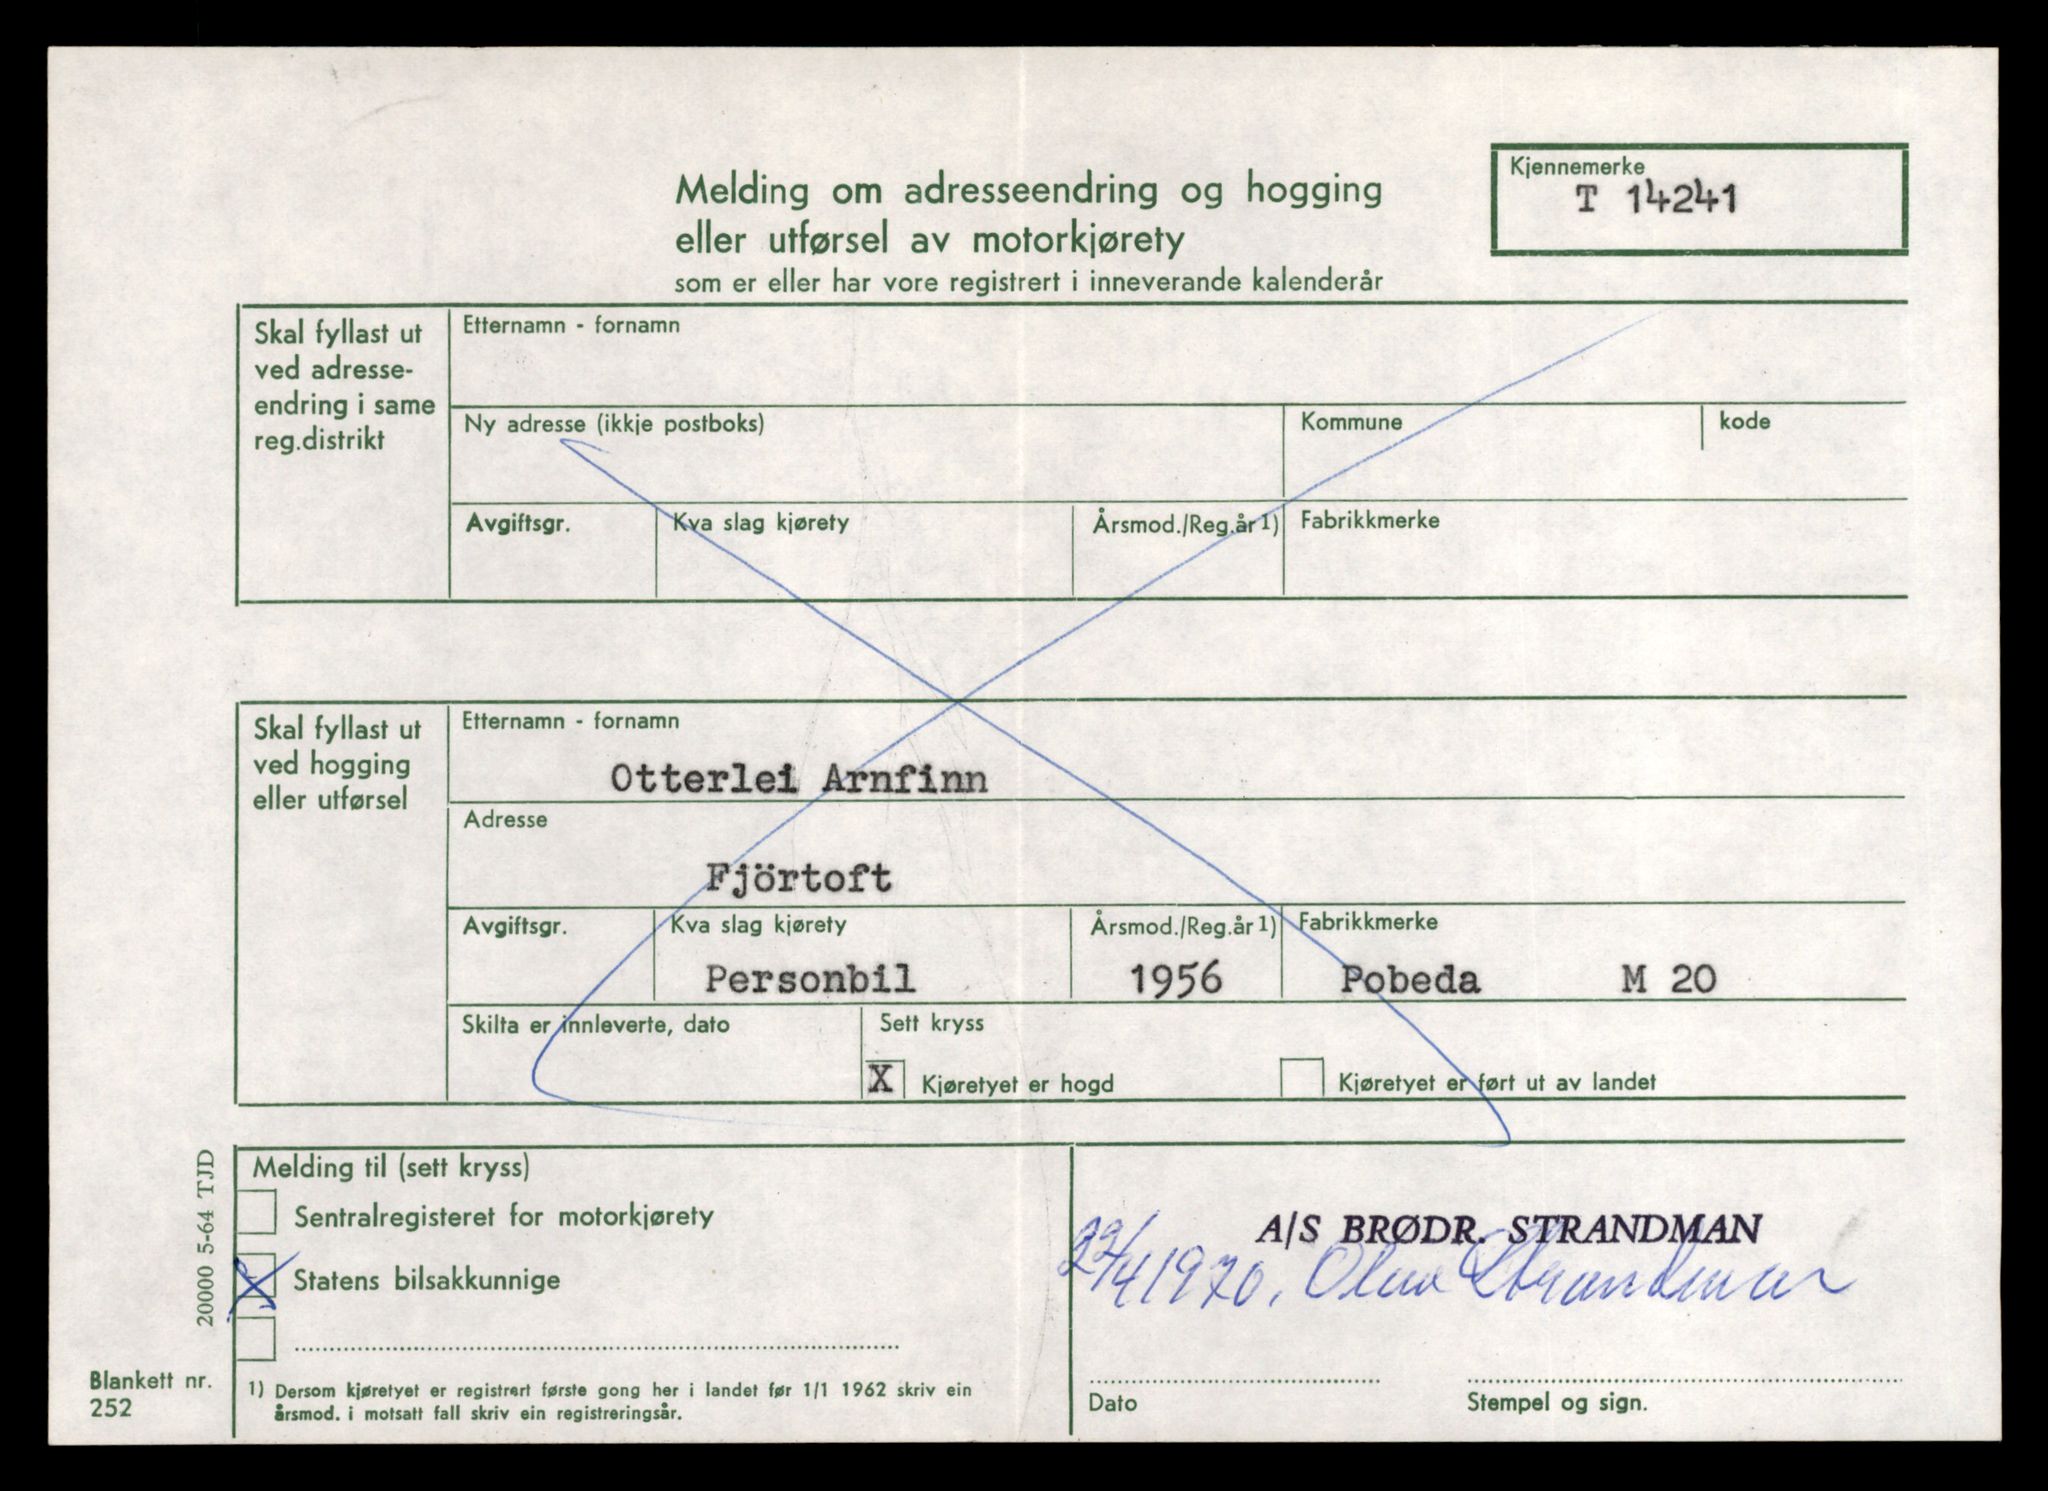 Kjennemerke
T 14241
Melding om adresseendring og hogging
eller utførsel av motorkjørety
som er eller har vore registrert i inneverande kalenderår
Skal fyllast ut
ved adresse-
endring i same
reg.distrikt
Etternamn - fornamn
Ny adresse (ikkje postboks)
Kommune
kode
Avgiftsgr.
Kva slag kjørety
Årsmod./Reg.år 1)
Fabrikkmerke
Skal fyllast ut
ved hogging
eller utførsel
Etternamn - fornamn
Otterlei Arnfinn
Adresse
Fjörtoft
Avgiftsgr.
Kva slag kjørety
Årsmod./Reg.år 1)
Fabrikkmerke
Personbil
1956
Pobeda M 20
Skilta er innleverte, dato
Sett kryss
X Kjøretyet er hogd
Kjøretyet er ført ut av landet
Melding til (sett kryss)
Sentralregisteret for motorkjørety
X Statens bilsakkunnige
20000 5-64 TJD
Blankett nr.
252
1) Dersom kjøretyet er registrert første gong her i landet før 1/1 1962 skriv ein
årsmod. i motsatt fall skriv ein registreringsår.
A/S BRØDR. STRANDMAN
22/4 1970. Olav Strandman
Dato
Stempel og sign.